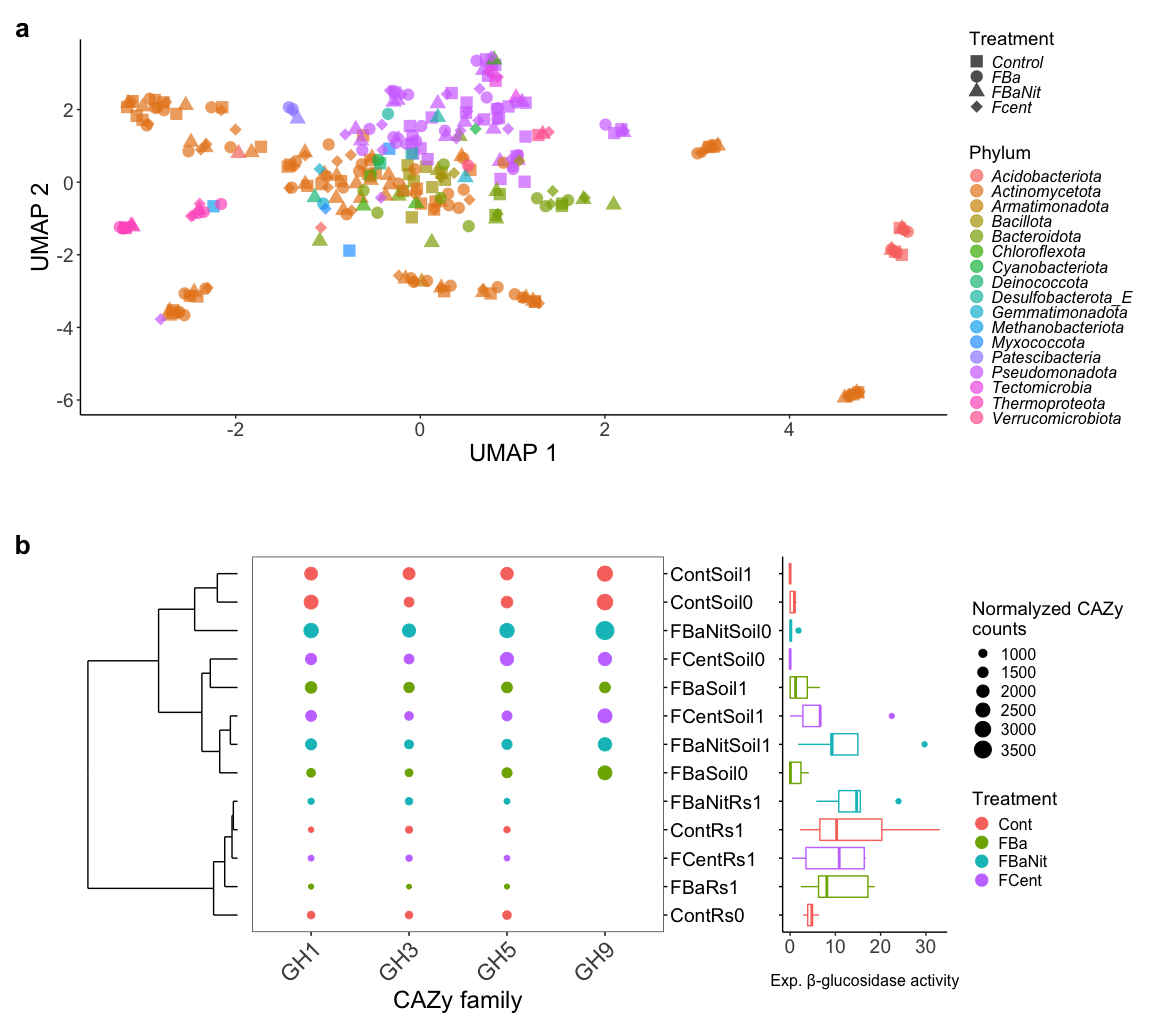 a
Treatment
Control
FBa
FBaNit
Fcent
Phylum
Acidobacteriota
Actinomycetota
Armatimonadota
Bacillota
Bacteroidota
Chloroflexota
Cyanobacteriota
Deinococcota
Desulfobacterota_E
Gemmatimonadota
Methanobacteriota
Myxococcota
Patescibacteria
Pseudomonadota
Tectomicrobia
Thermoproteota
Verrucomicrobiota
UMAP 2
2
0
-2
-4
-6
-2
0
2
4
UMAP 1
b
ContSoil1
ContSoil0
FBaNitSoil0
FCentSoil0
FBaSoil1
FCentSoil1
FBaNitSoil1
FBaSoil0
FBaNitRs1
ContRs1
FCentRs1
FBaRs1
ContRs0
GH1
GH3
GH5
GH9
CAZy family
0
10
20
30
Exp. β-glucosidase activity
Normalyzed CAZy
counts
1000
1500
2000
2500
3000
3500
Treatment
Cont
FBa
FBaNit
FCent